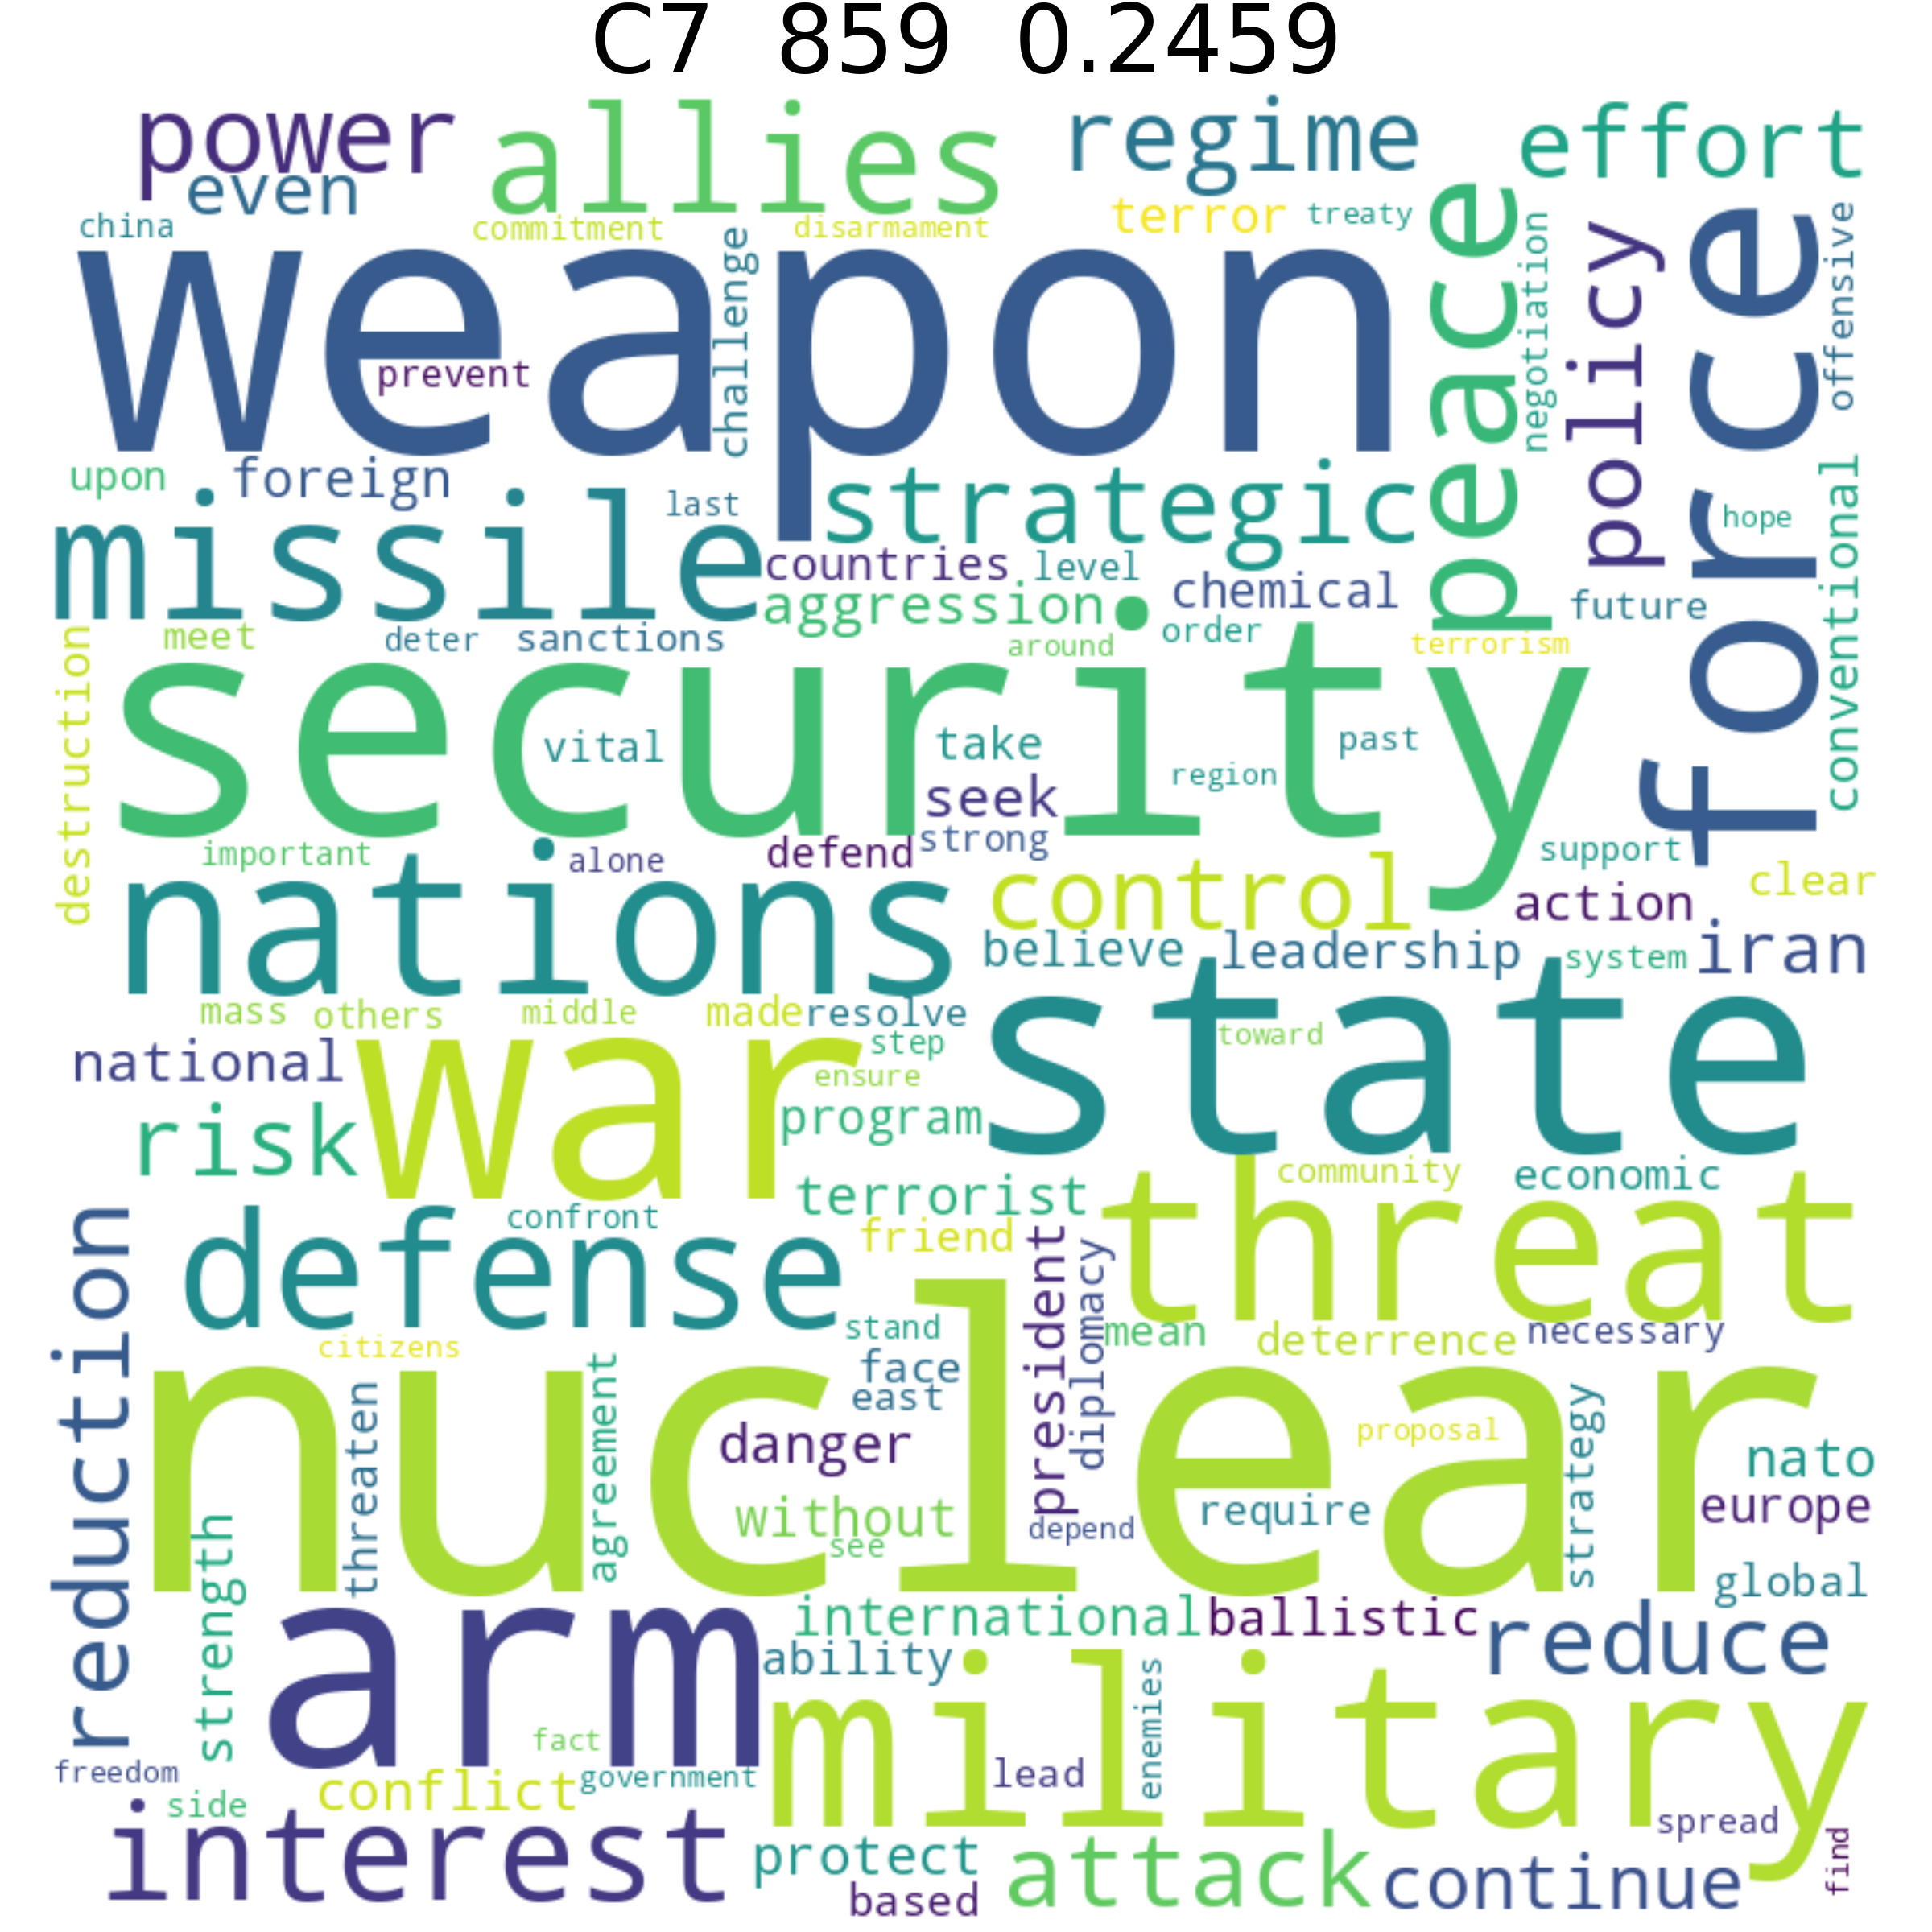 C7 859 0.2459
power
allies
regime
effort
even
china
commitment
disarmament
terror
treaty
peace
negotiation
policy
force
offensive
weapon
prevent
challenge
upon
foreign
last
strategic
hope
conventional
missile
countries
level
chemical
aggression
future
destruction
meet
deter
sanctions
around
order
terrorism
security
vital
take
past
region
seek
important
alone
defend
strong
support
nations
control
clear
action
believe
leadership
system
iran
mass
others
middle
made
resolve
state
toward
step
national
war
ensure
program
risk
terrorist
community
economic
threat
reduction
defense
confront
friend
president
diplomacy
stand
mean
deterrence
necessary
citizens
face
nuclear
threaten
agreement
east
danger
proposal
strategy
nato
without
see
depend
require
europe
strength
global
arm
international
ballistic
reduce
ability
military
enemies
fact
freedom
conflict
government
lead
side
interest
spread
protect
attack
continue
find
based